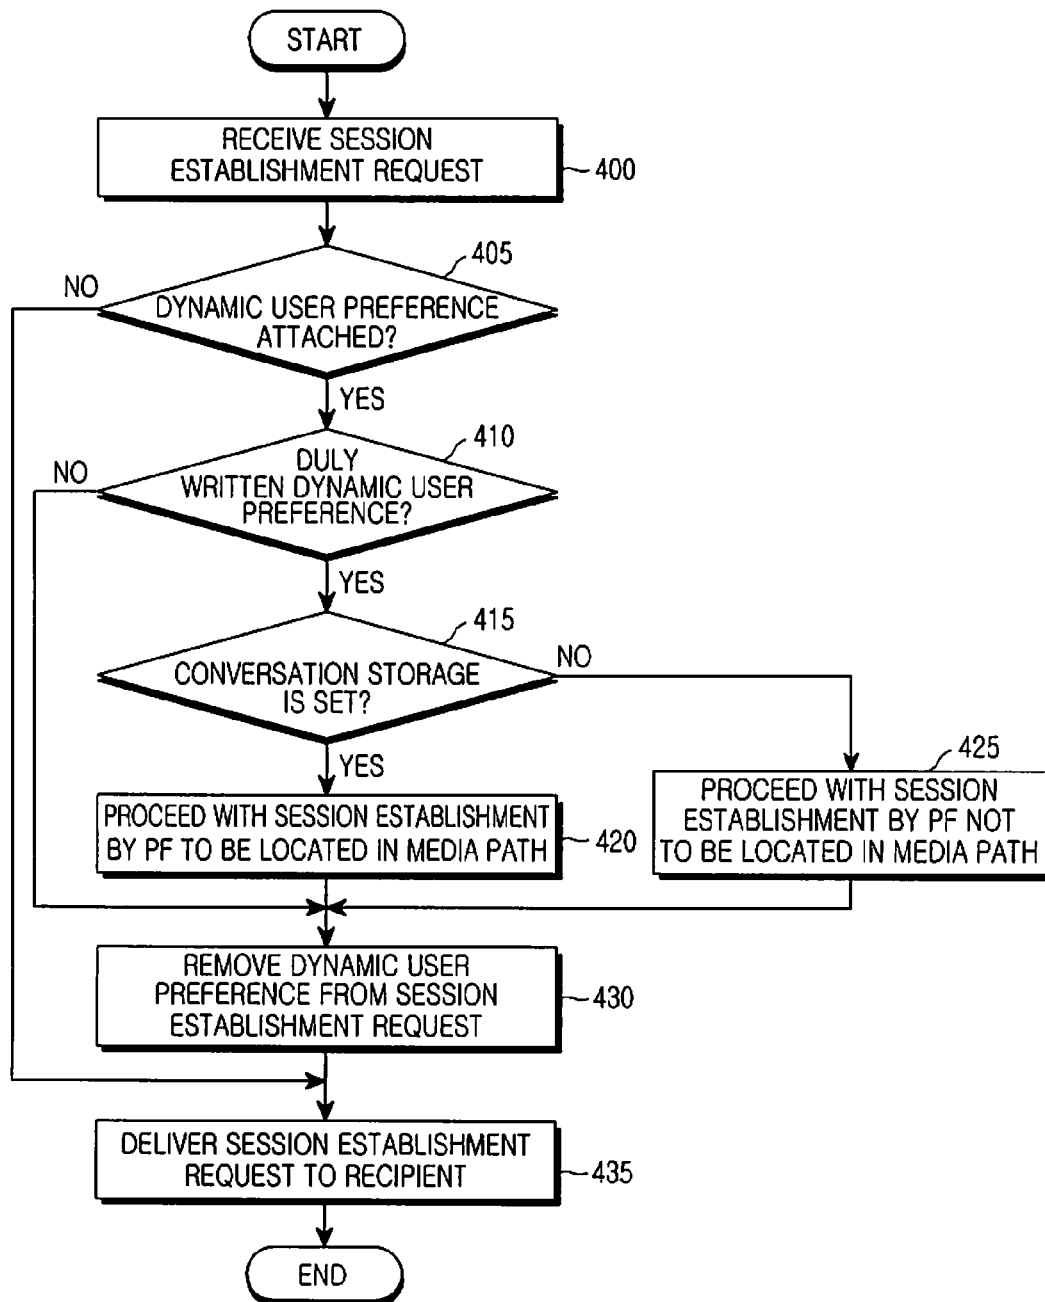 START
RECEIVE SESSION
ESTABLISHMENT REQUEST
400
405
NO
DYNAMIC USER PREFERENCE
ATTACHED?
YES
410
NO
DULY
WRITTEN DYNAMIC USER
PREFERENCE?
YES
415
NO
CONVERSATION STORAGE
IS SET?
YES
425
PROCEED WITH SESSION ESTABLISHMENT
BY PF TO BE LOCATED IN MEDIA PATH
420
PROCEED WITH SESSION
ESTABLISHMENT BY PF NOT
TO BE LOCATED IN MEDIA PATH
REMOVE DYNAMIC USER
PREFERENCE FROM SESSION
ESTABLISHMENT REQUEST
430
DELIVER SESSION ESTABLISHMENT
REQUEST TO RECIPIENT
435
END